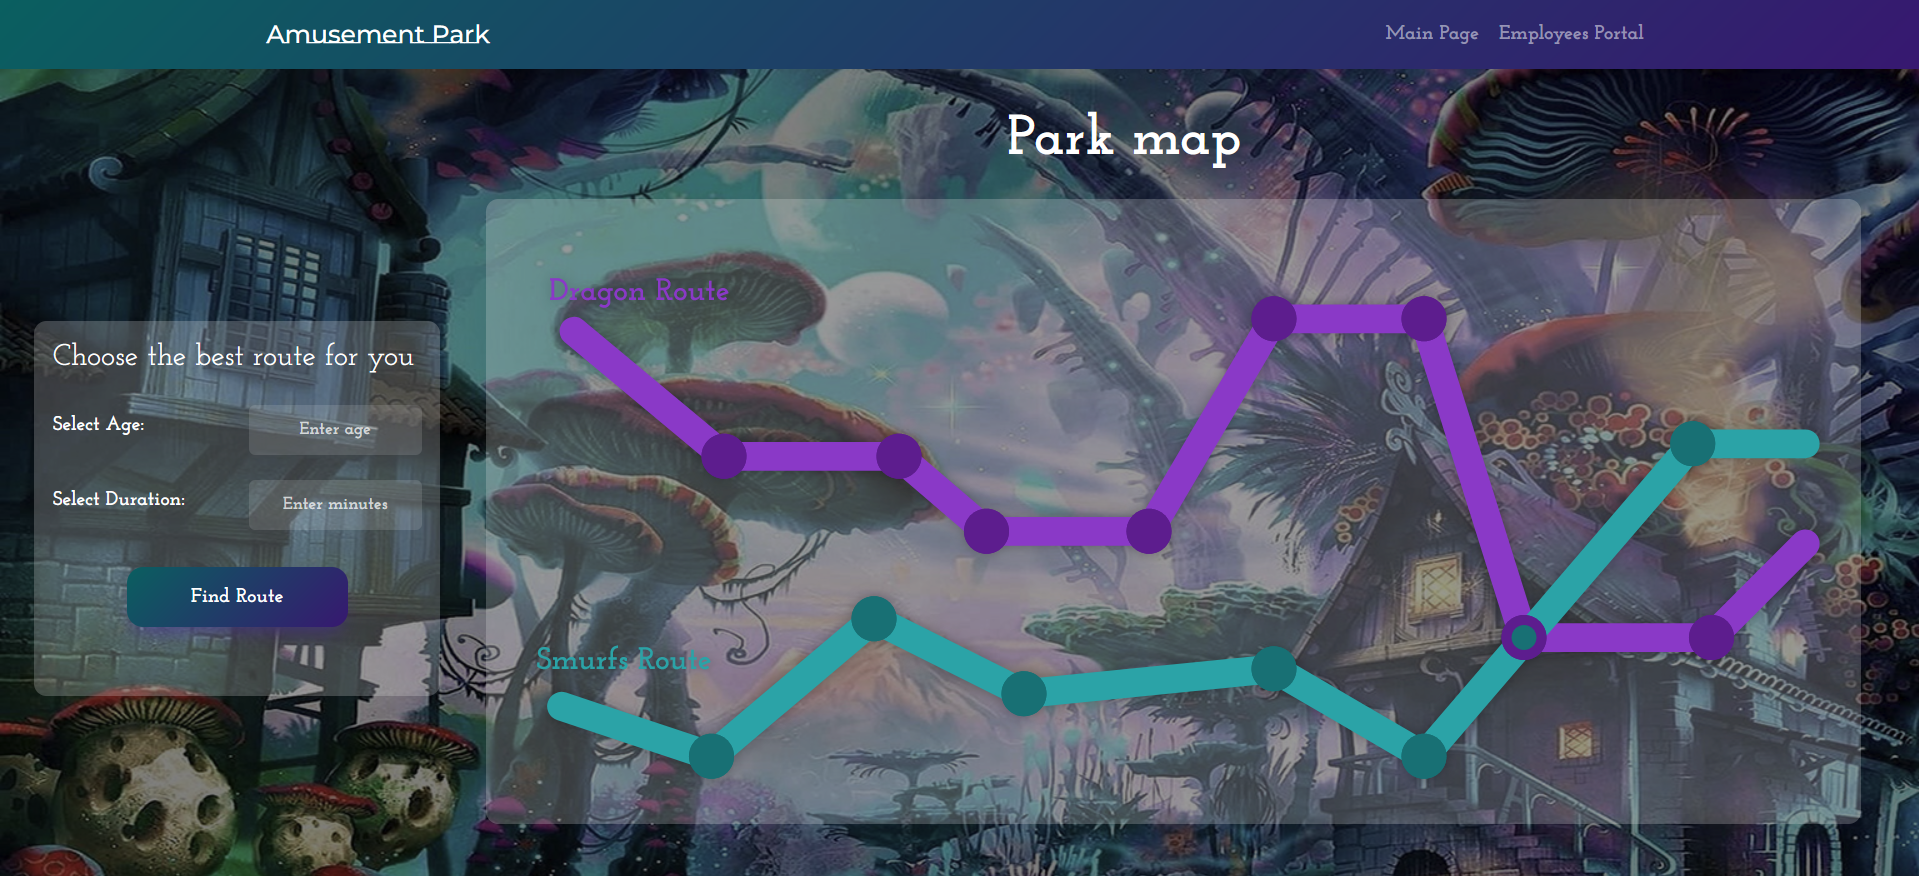 Amusement Park
Main Page Employees Portal
Park map
Dragon Route
Choose the best route for you
Select Age:
Enter age
Select Duration:
Enter minutes
Find Route
Smurfs Route